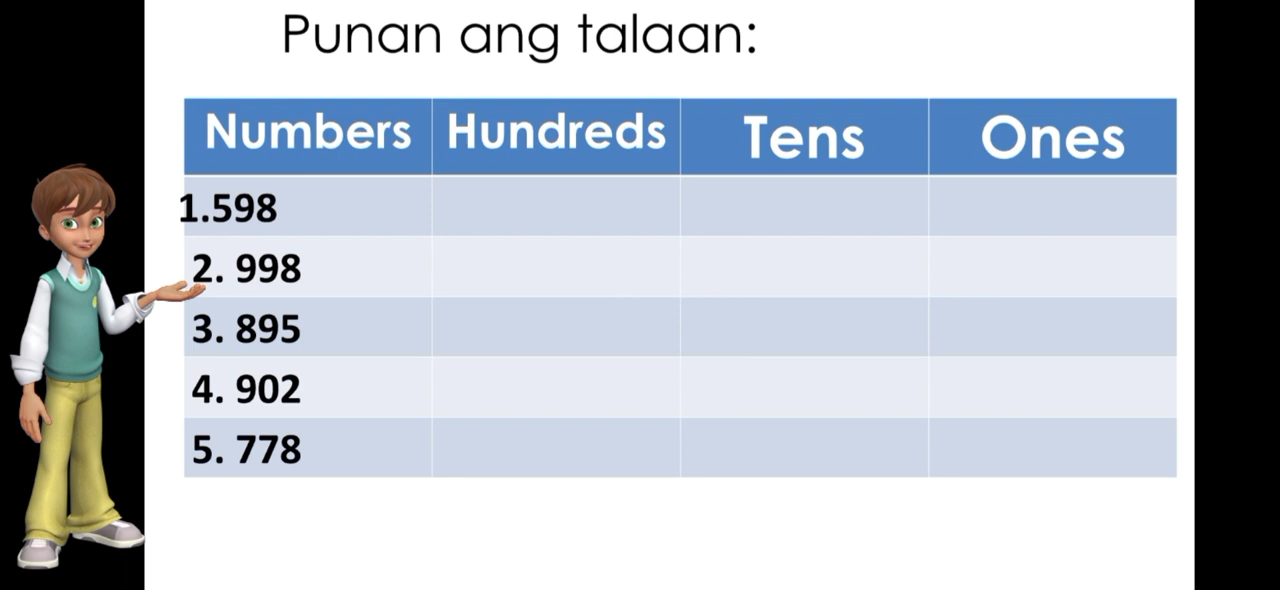 Punan ang talaan:
Numbers Hundreds Tens Ones
1.598
2. 998
3. 895
4. 902
5. 778